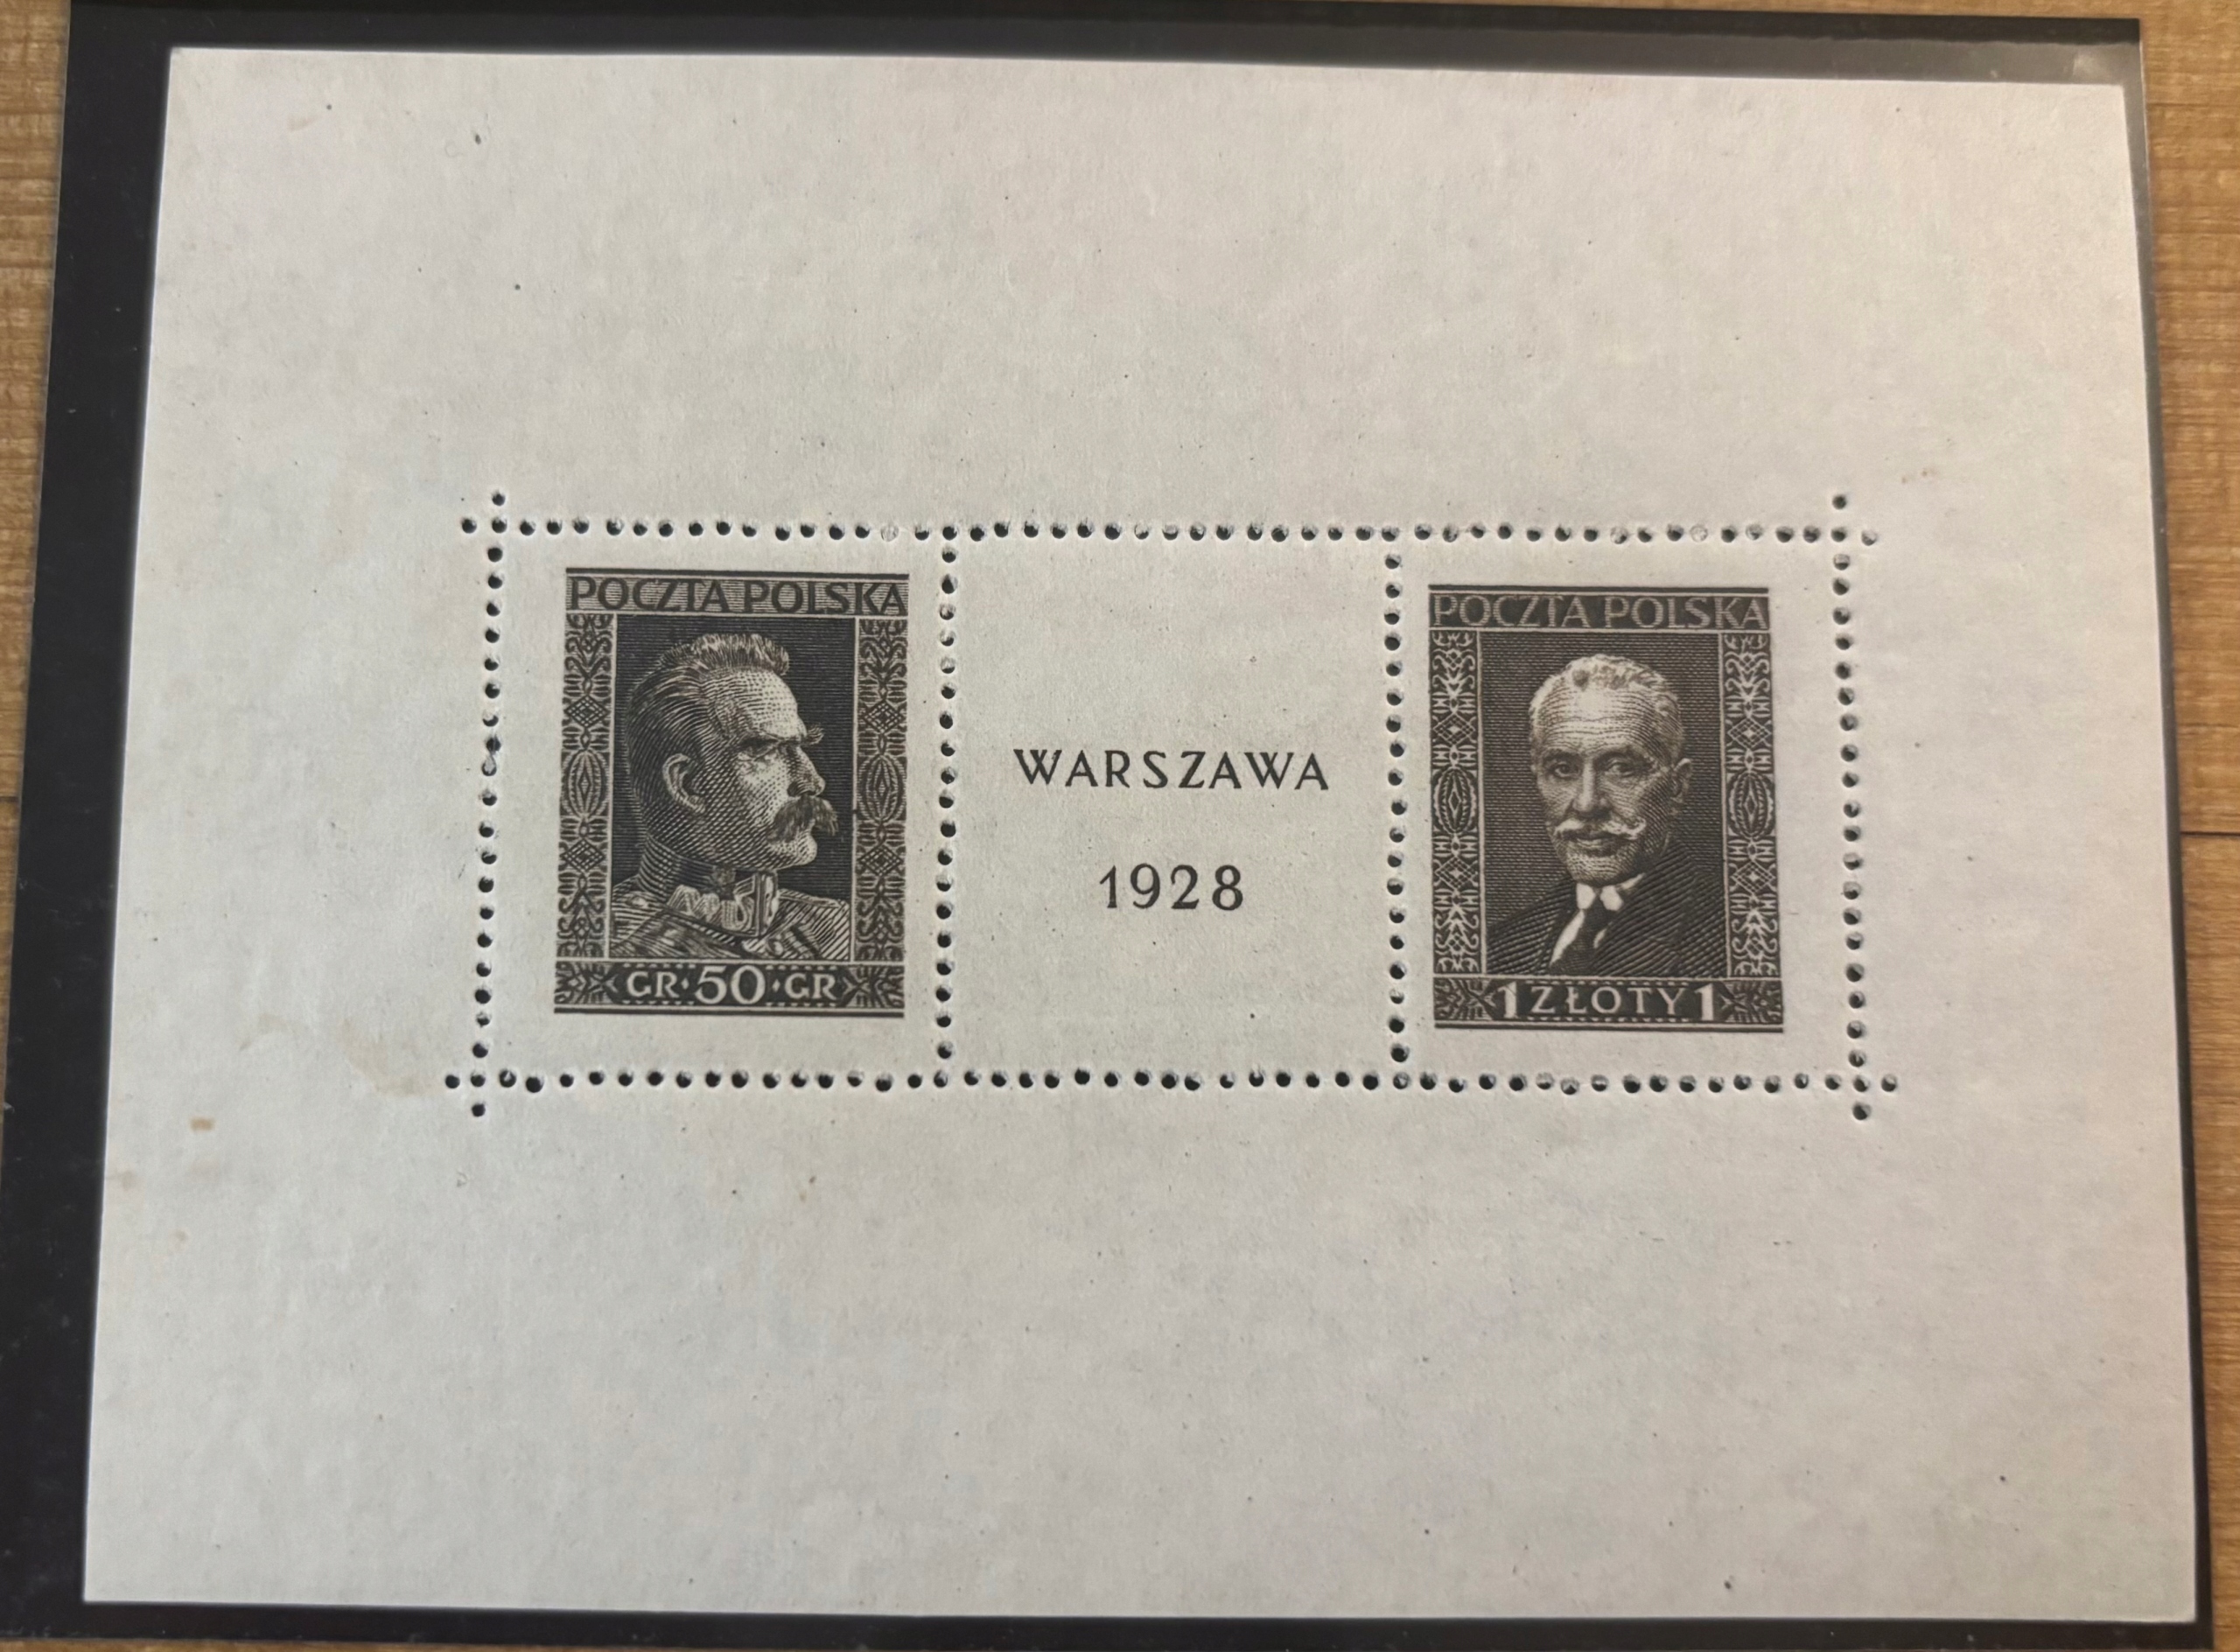 POCZTA POLSKA
GR·50·GR
WARSZAWA
1928
POCZTA POLSKA
1 ZŁOTY 1